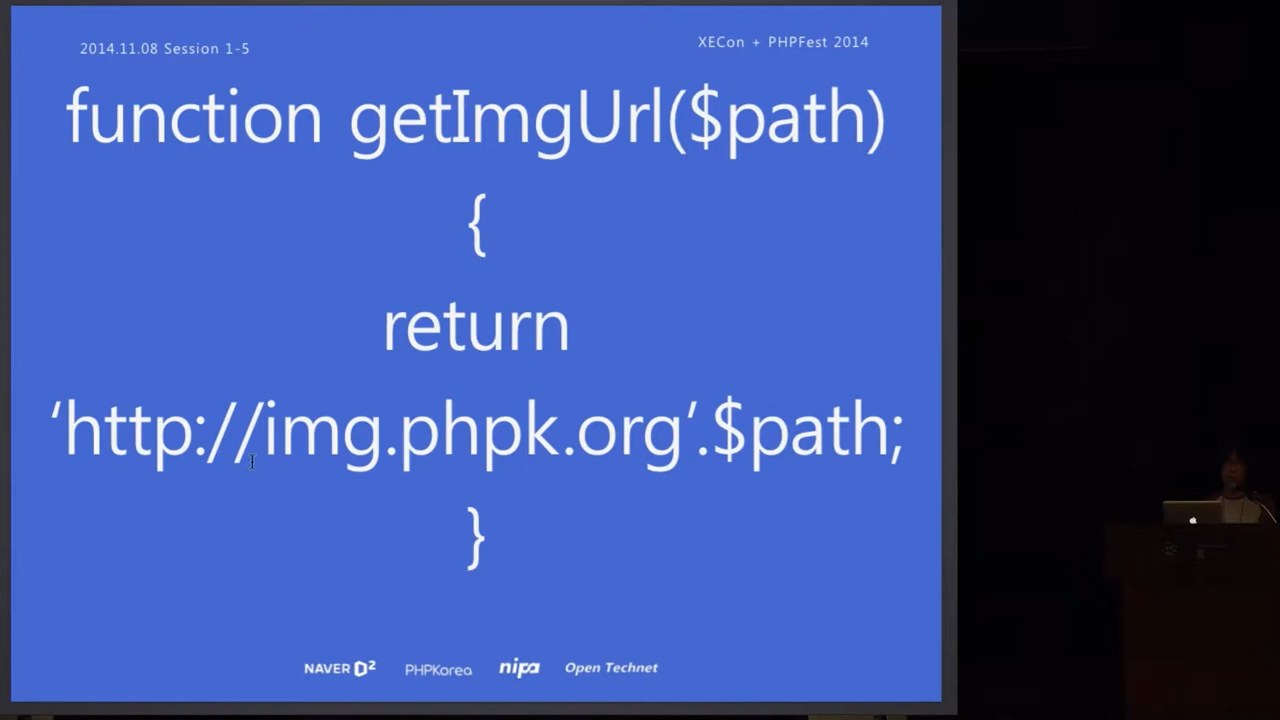 2014.11.08 Session 1-5
XECon + PHPFest 2014
function getImgUrl($path)
{
return
‘http://img.phpk.org’.$path;
}
NAVER D2 PHPKorea nipa Open Technet